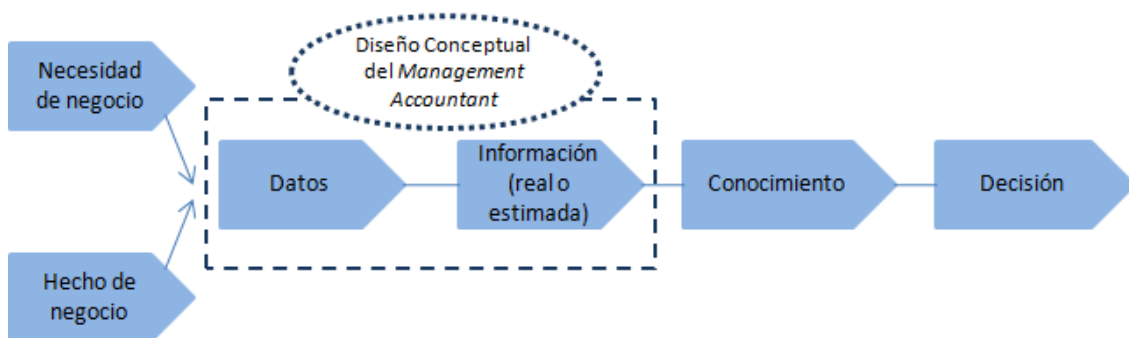 Diseño Conceptual
del Management
Accountant
Necesidad
de negocio
Datos
Información
(real o
estimada)
Conocimiento
Decisión
Hecho de
negocio